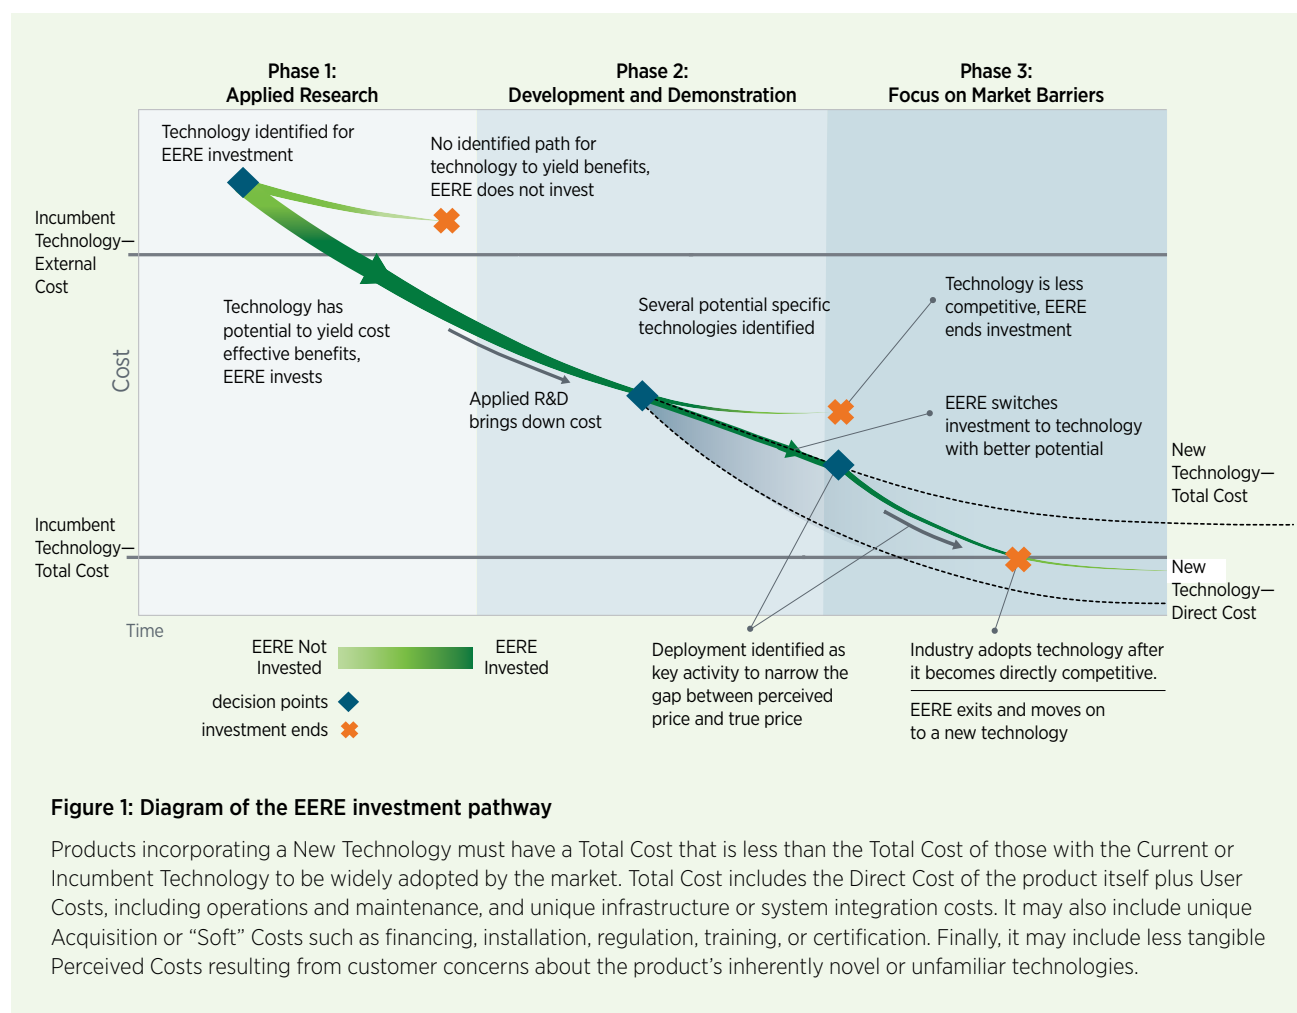 Phase 1:
Applied Research
Phase 2:
Development and Demonstration
Phase 3:
Focus on Market Barriers
Technology identified for
EERE investment
No identified path for
technology to yield benefits,
EERE does not invest
Incumbent
Technology—
External
Cost
Technology has
potential to yield cost
effective benefits,
EERE invests
Several potential specific
technologies identified
Technology is less
competitive, EERE
ends investment
Cost
Applied R&D
brings down cost
EERE switches
investment to technology
with better potential
New
Technology—
Total Cost
Incumbent
Technology—
Total Cost
New
Technology—
Direct Cost
Time
EERE Not
Invested
EERE
Invested
decision points
investment ends
Deployment identified as
key activity to narrow the
gap between perceived
price and true price
Industry adopts technology after
it becomes directly competitive.
EERE exits and moves on
to a new technology
Figure 1: Diagram of the EERE investment pathway
Products incorporating a New Technology must have a Total Cost that is less than the Total Cost of those with the Current or
Incumbent Technology to be widely adopted by the market. Total Cost includes the Direct Cost of the product itself plus User
Costs, including operations and maintenance, and unique infrastructure or system integration costs. It may also include unique
Acquisition or “Soft” Costs such as financing, installation, regulation, training, or certification. Finally, it may include less tangible
Perceived Costs resulting from customer concerns about the product’s inherently novel or unfamiliar technologies.